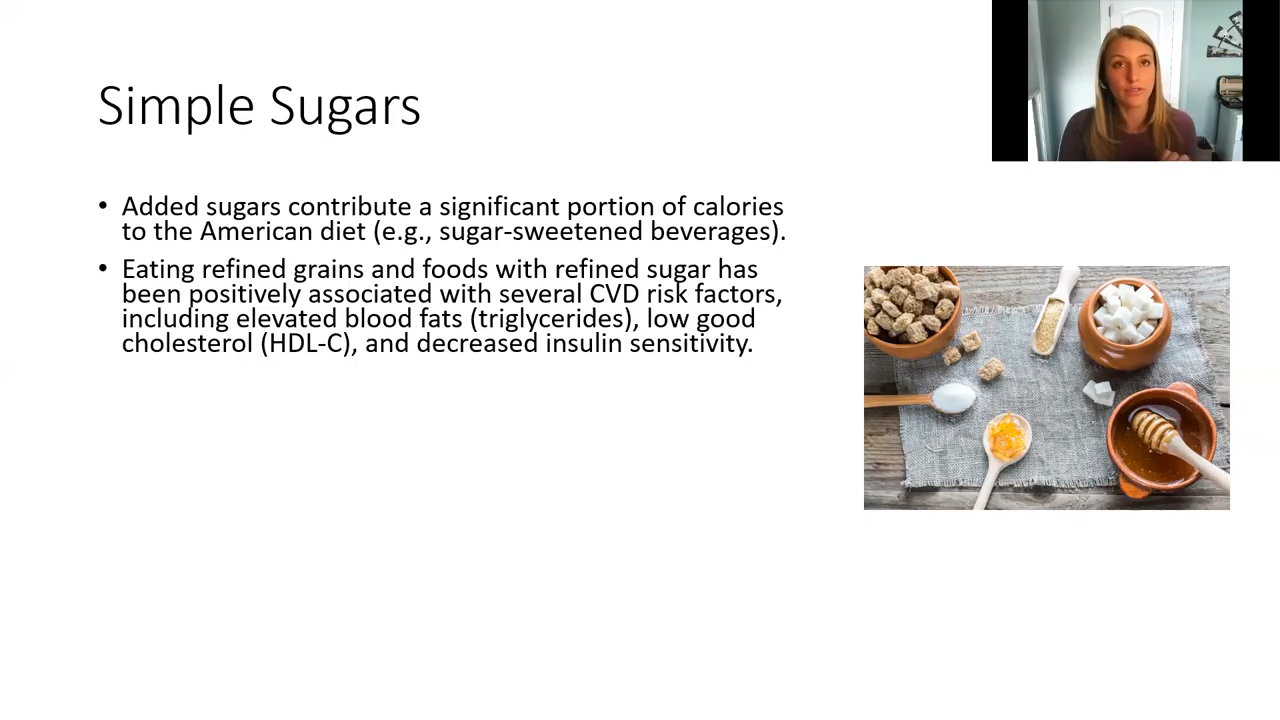 Simple Sugars
• Added sugars contribute a significant portion of calories
to the American diet (e.g., sugar-sweetened beverages).
• Eating refined grains and foods with refined sugar has
been positively associated with several CVD risk factors,
including elevated blood fats (triglycerides), low good
cholesterol (HDL-C), and decreased insulin sensitivity.